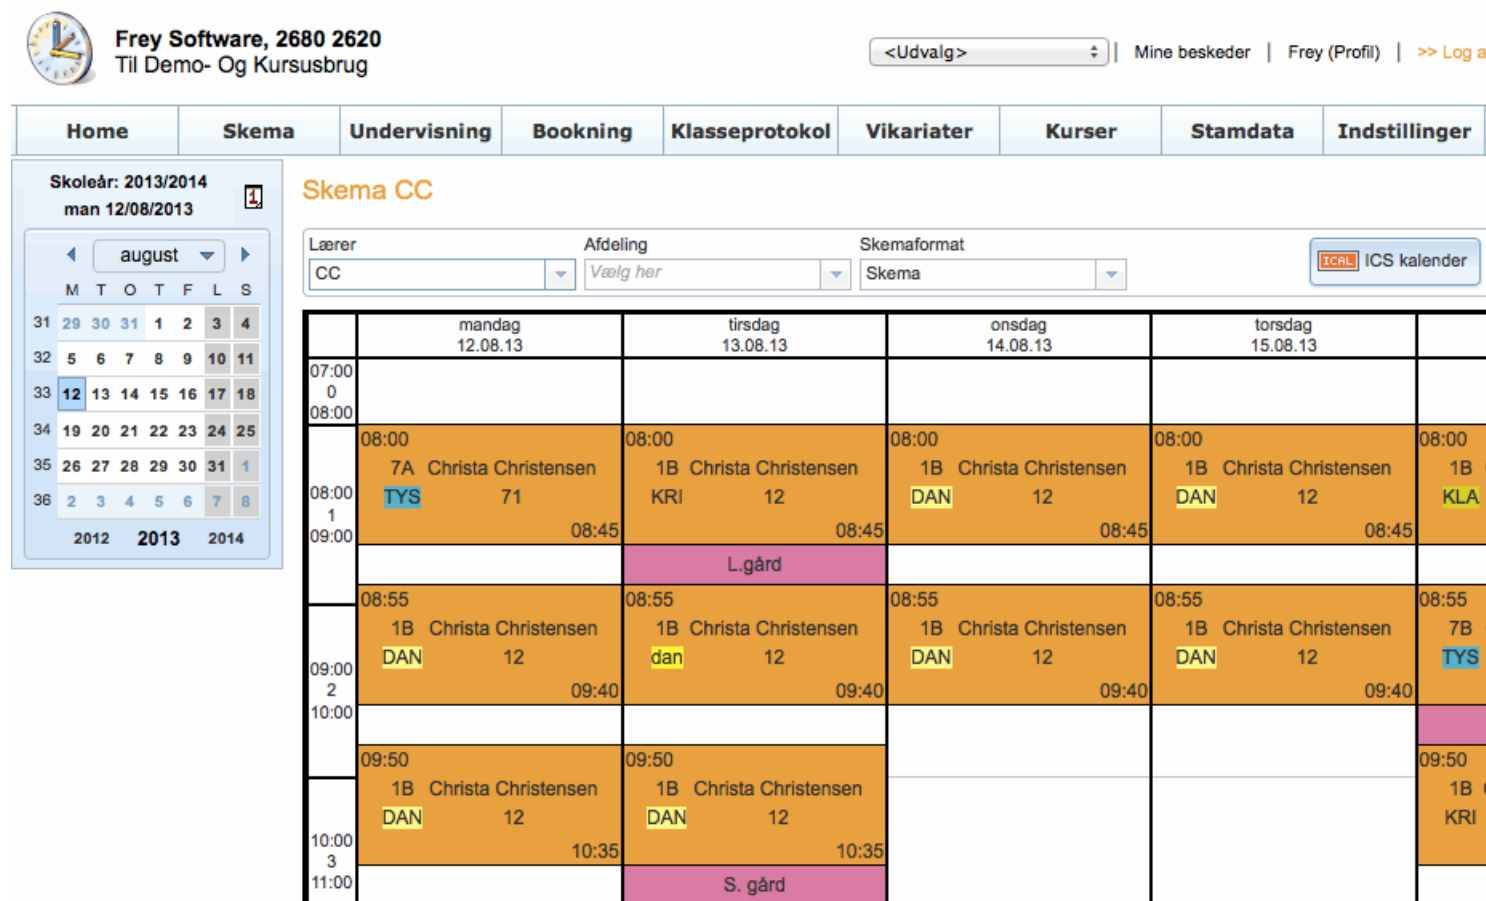 Frey Software, 2680 2620
Til Demo- Og Kursusbrug
<Udvalg> | Mine beskeder | Frey (Profil) | >> Log a
Home Skema Undervisning Bookning Klasseprotokol Vikariater Kurser Stamdata Indstillinger
Skoleår: 2013/2014
man 12/08/2013
1
august
M T O T F L S
31 29 30 31 1 2 3 4
32 5 6 7 8 9 10 11
33 12 13 14 15 16 17 18
34 19 20 21 22 23 24 25
35 26 27 28 29 30 31 1
36 2 3 4 5 6 7 8
2012 2013 2014
Skema CC
Lærer Afdeling Skemaformat
CC Vælg her Skema ICAL ICS kalender
mandag tirsdag onsdag torsdag
12.08.13 13.08.13 14.08.13 15.08.13
07:00
0
08:00
08:00 08:00 08:00 08:00 08:00
7A Christa Christensen 1B Christa Christensen 1B Christa Christensen 1B Christa Christensen 1B
08:00 TYS 71 KRI 12 DAN 12 DAN 12 KLA
1
09:00 08:45 08:45 08:45 08:45
L.gård
08:55 08:55 08:55 08:55 08:55
1B Christa Christensen 1B Christa Christensen 1B Christa Christensen 1B Christa Christensen 7B
DAN 12 dan 12 DAN 12 DAN 12 TYS
09:00
2 09:40 09:40 09:40 09:40
10:00
09:50 09:50 09:50
1B Christa Christensen 1B Christa Christensen 1B
DAN 12 DAN 12 KRI
10:00
3 10:35 10:35
11:00 S. gård